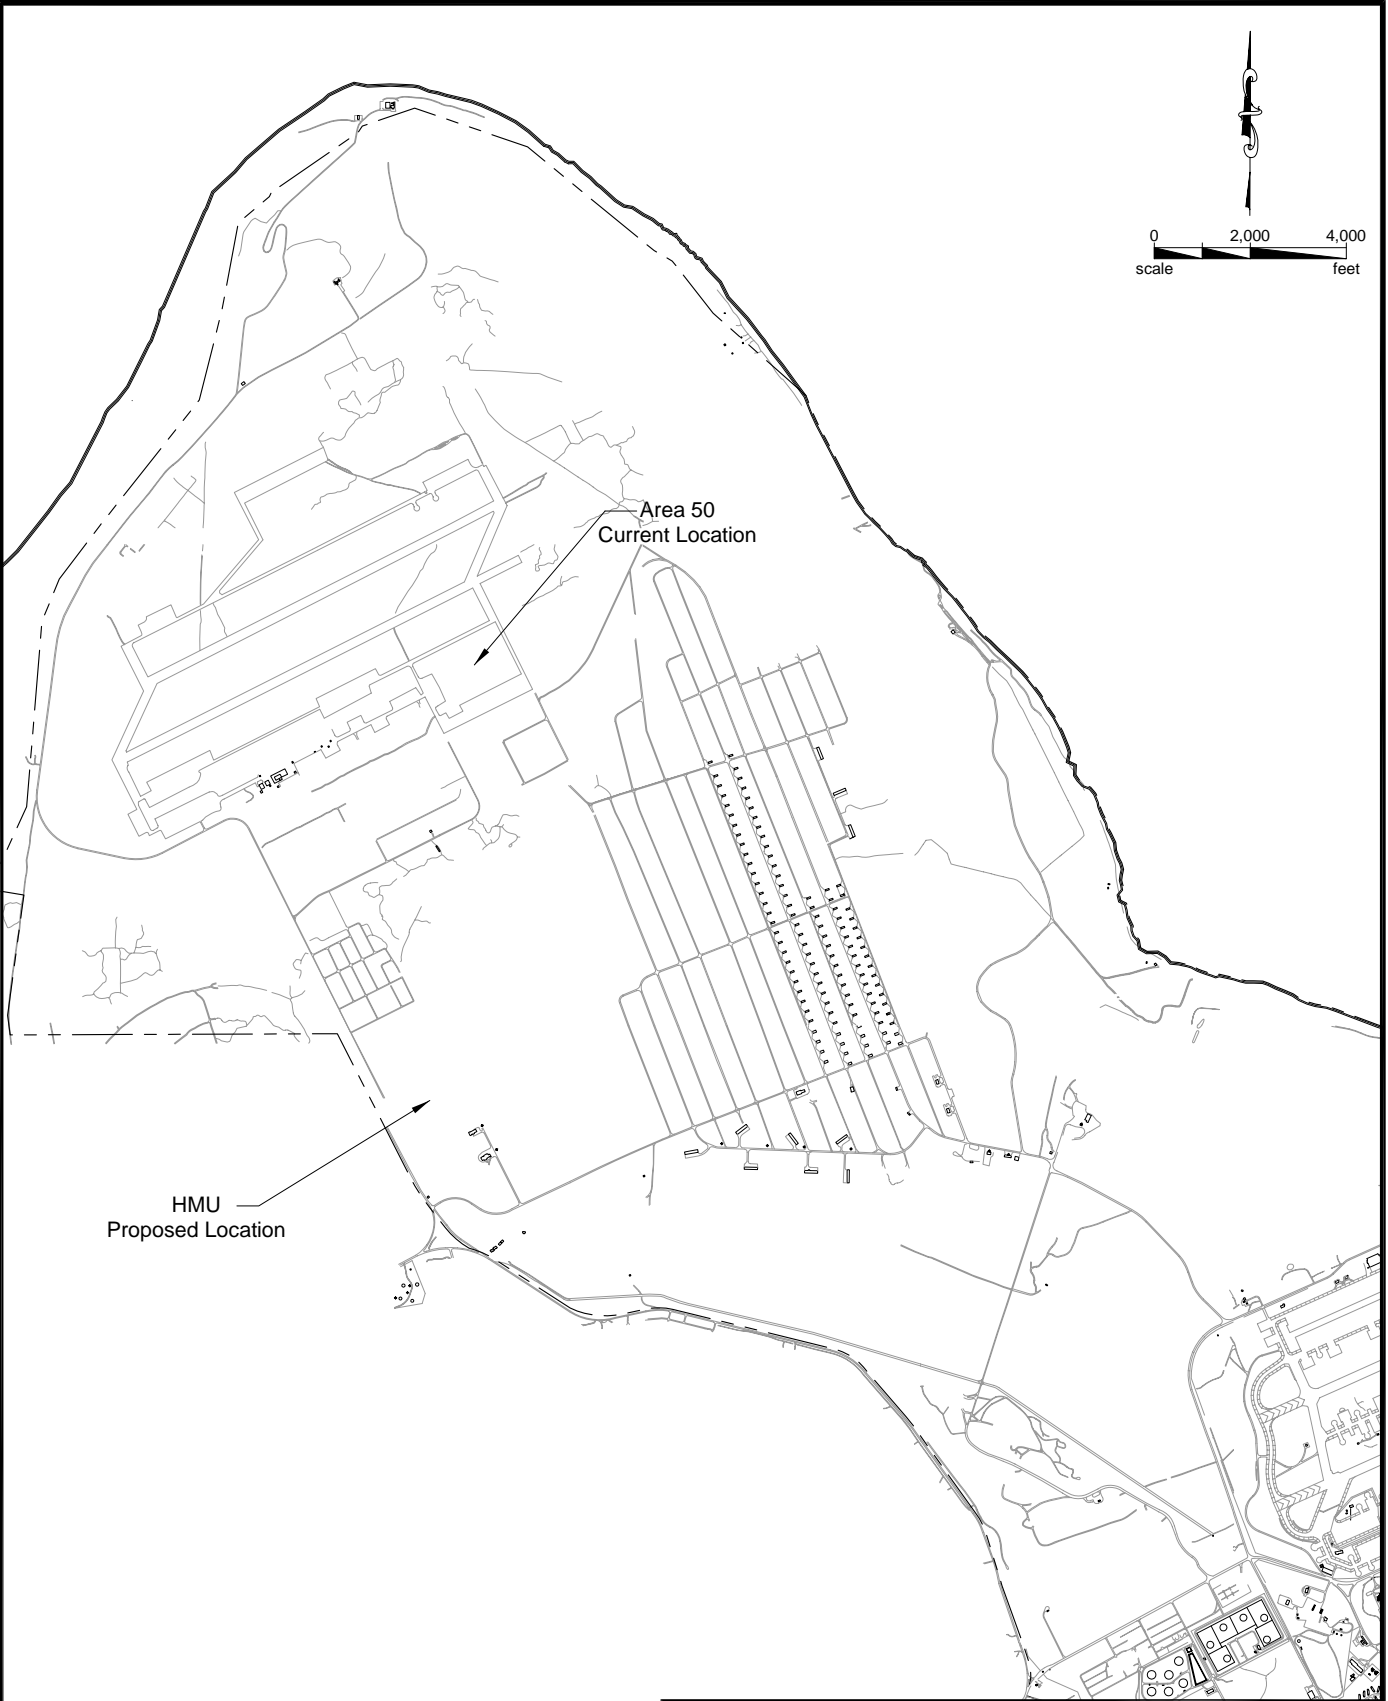 0 2,000 4,000
scale feet
Area 50
Current Location
HMU
Proposed Location